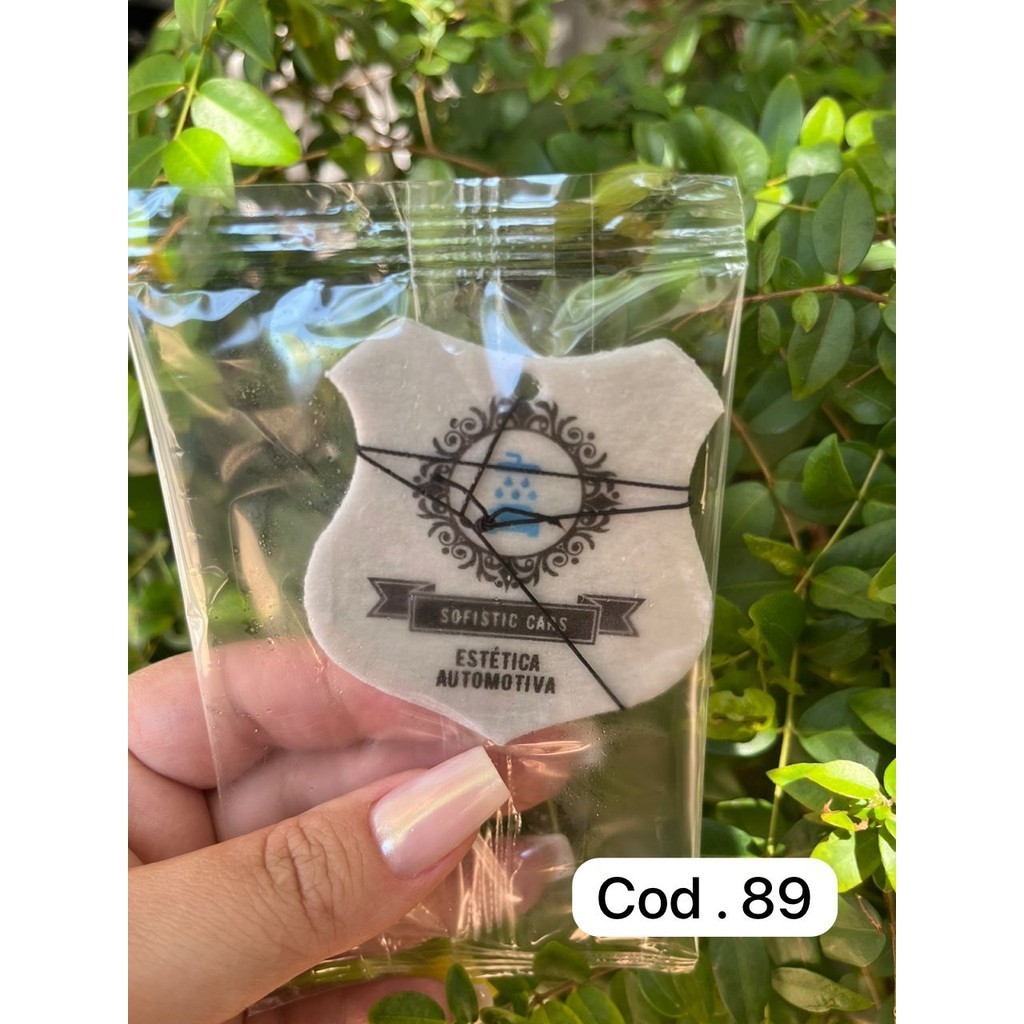 SOFISTIC CARS
ESTÉTICA
AUTOMOTIVA
Cod . 89